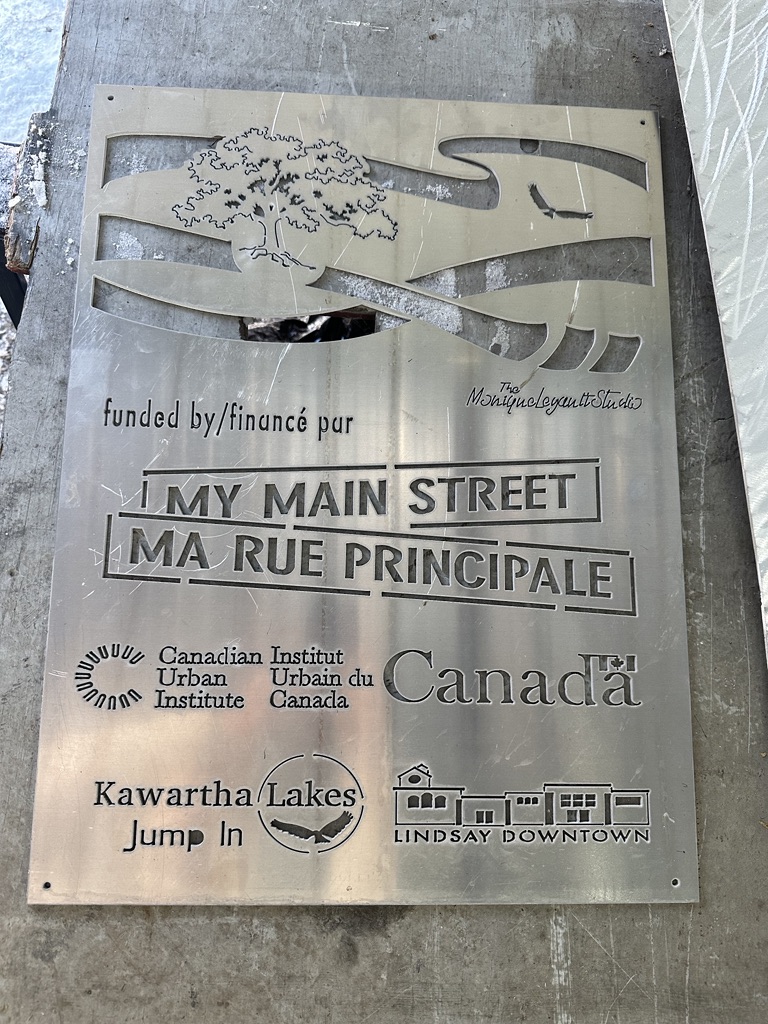 The
Monique Legault Studio
funded by/financé par
MY MAIN STREET
MA RUE PRINCIPALE
Canadian Institut
Urban Urbain du
Institute Canada
Canada
Kawartha Lakes
Jump In
LINDSAY DOWNTOWN